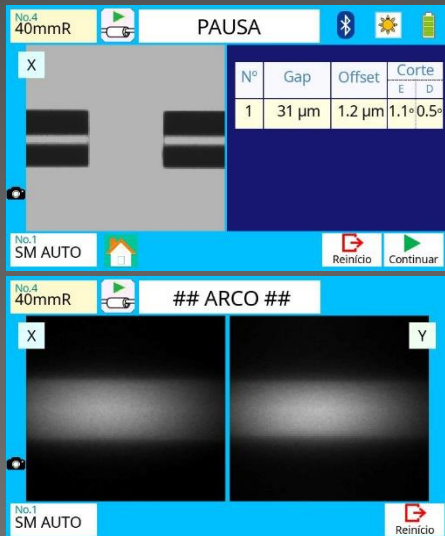 No.4
40mmR
PAUSA
X
Nº Gap Offset Corte
E D
1 31 µm 1.2 µm 1.1° 0.5°
No.1
SM AUTO
Reinício
Continuar
No.4
40mmR
## ARCO ##
X
Y
No.1
SM AUTO
Reinício